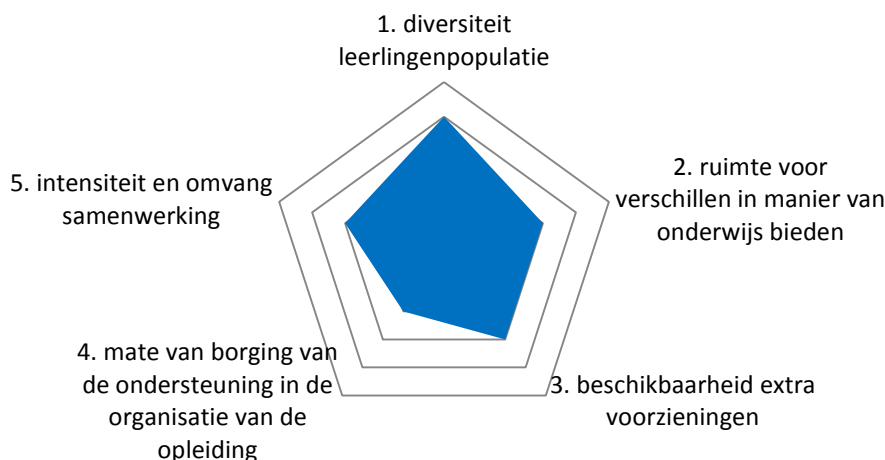 1. diversiteit
leerlingenpopulatie
2. ruimte voor
verschillen in manier van
onderwijs bieden
3. beschikbaarheid extra
voorzieningen
4. mate van borging van
de ondersteuning in de
organisatie van de
opleiding
5. intensiteit en omvang
samenwerking